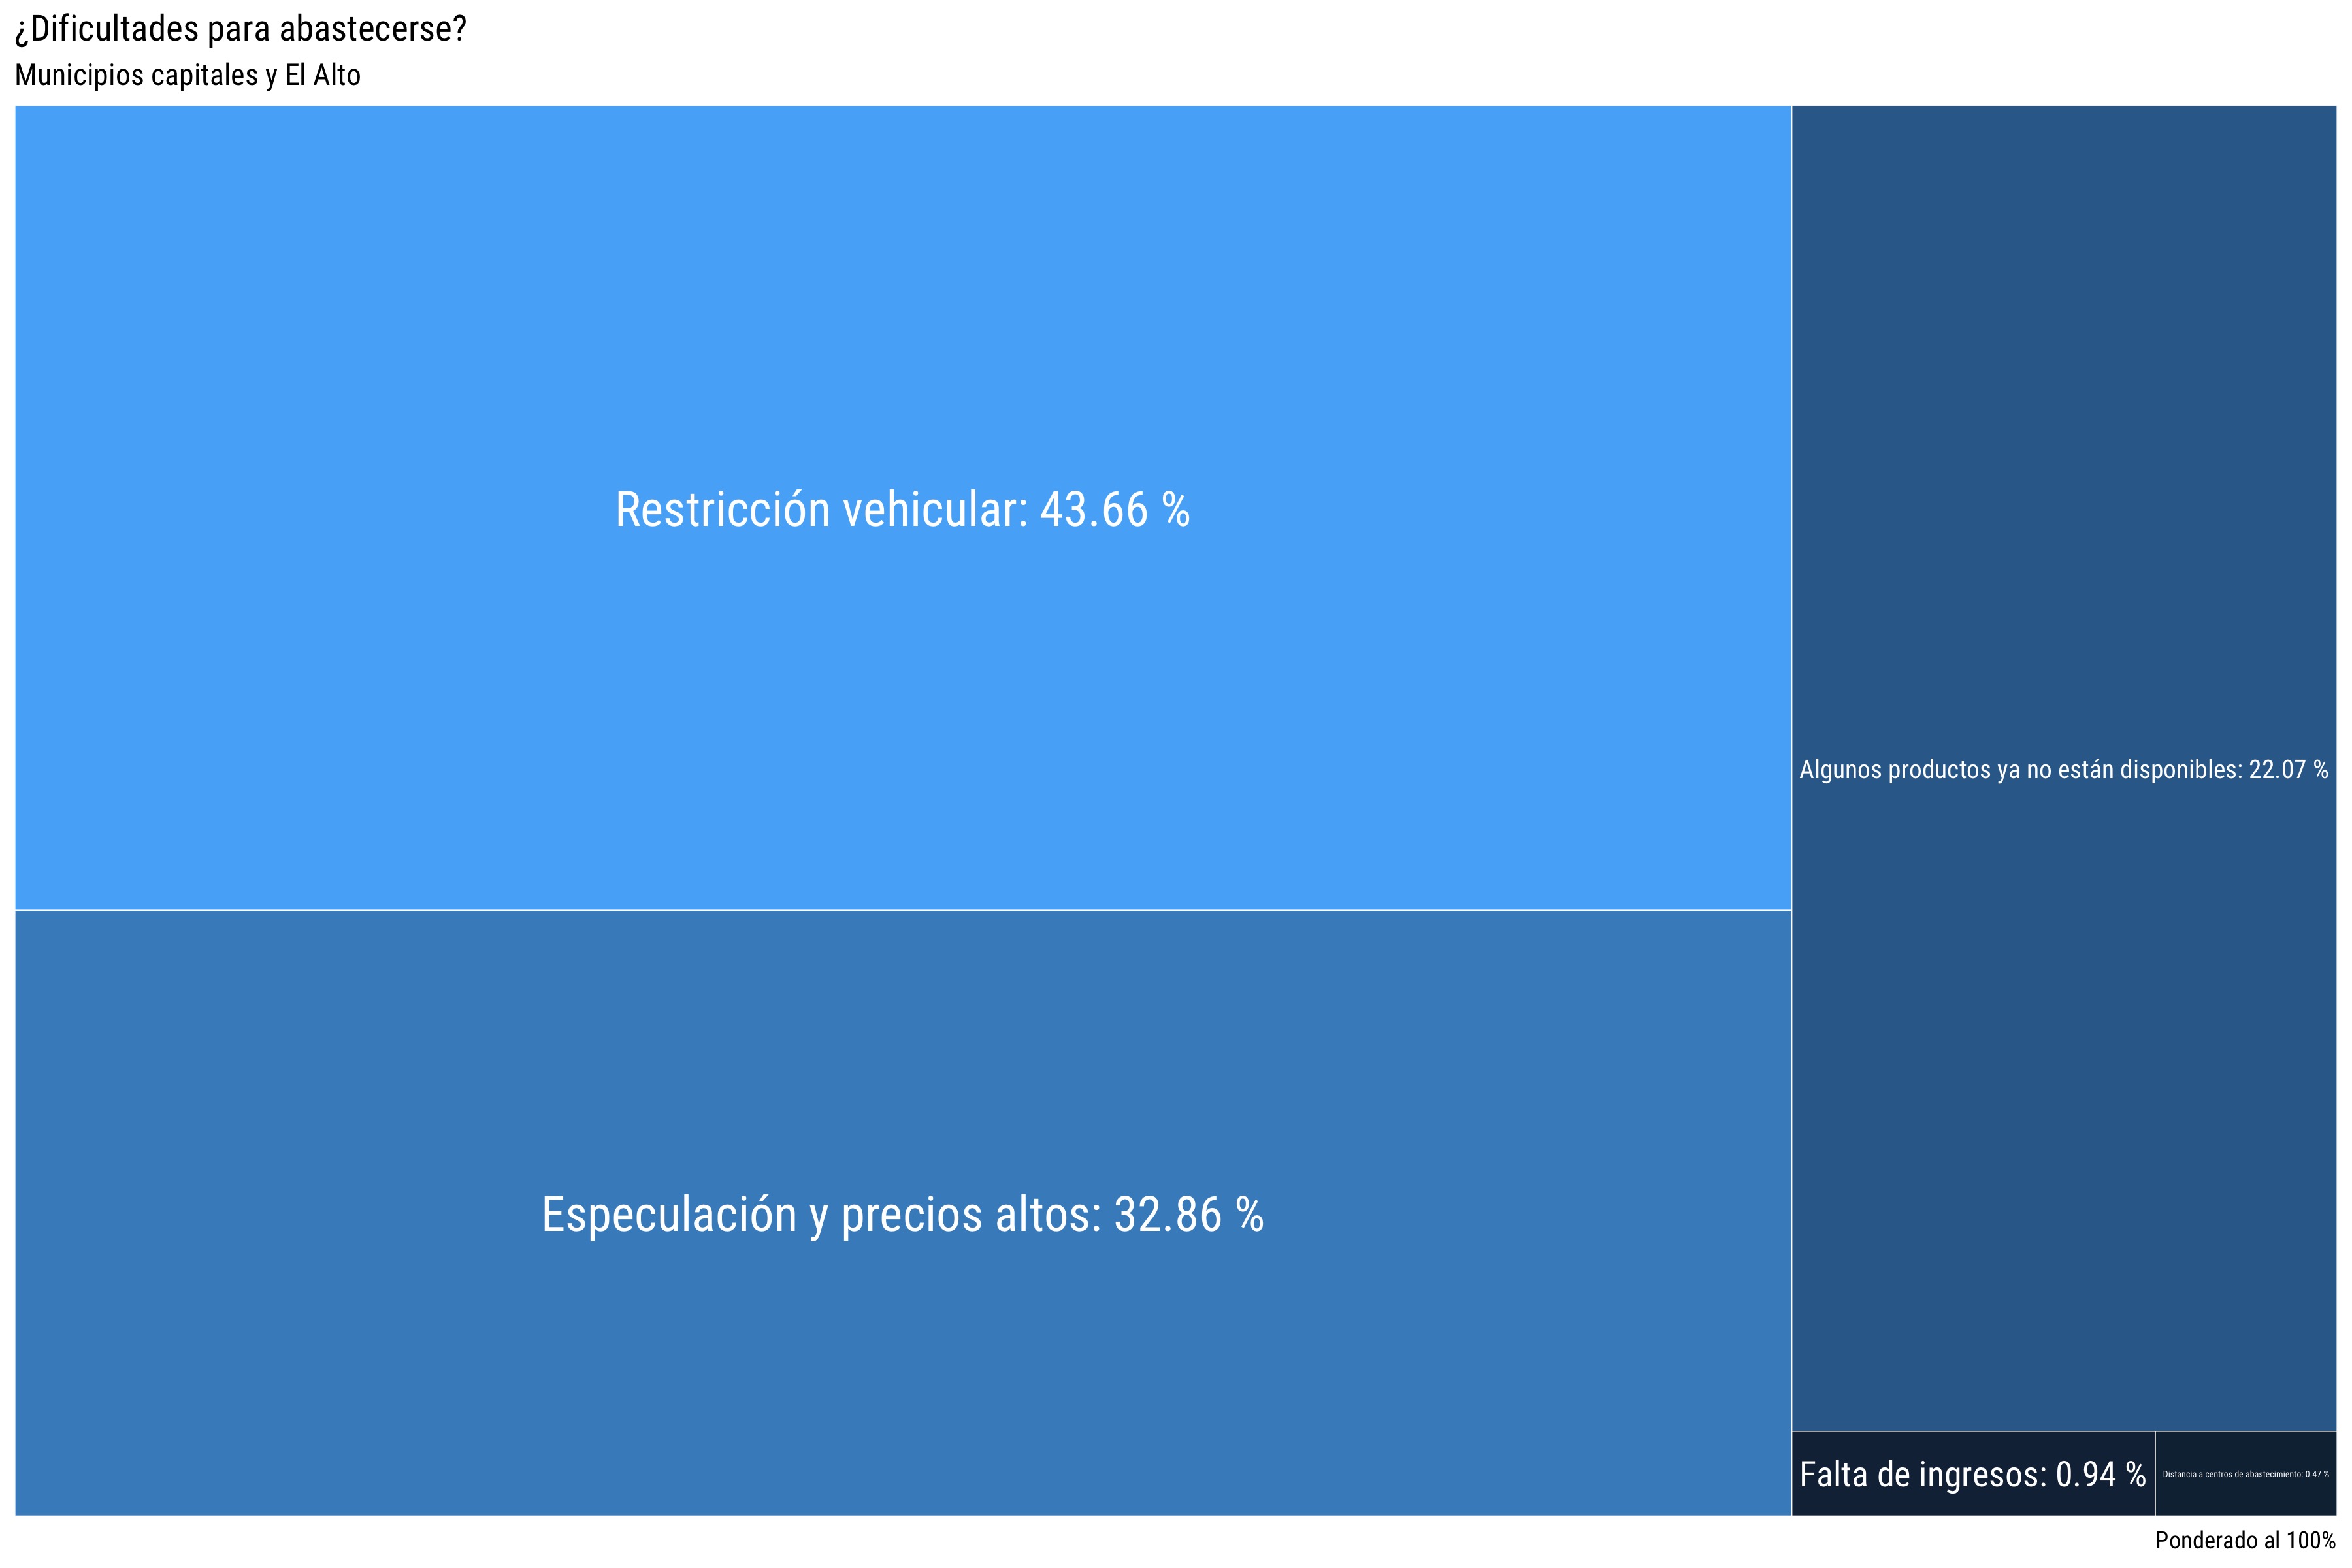 ¿Dificultades para abastecerse?
Municipios capitales y El Alto
Restricción vehicular: 43.66 %
Algunos productos ya no están disponibles: 22.07 %
Especulación y precios altos: 32.86 %
Falta de ingresos: 0.94 %
Distancia a centros de abastecimiento: 0.47 %
Ponderado al 100%